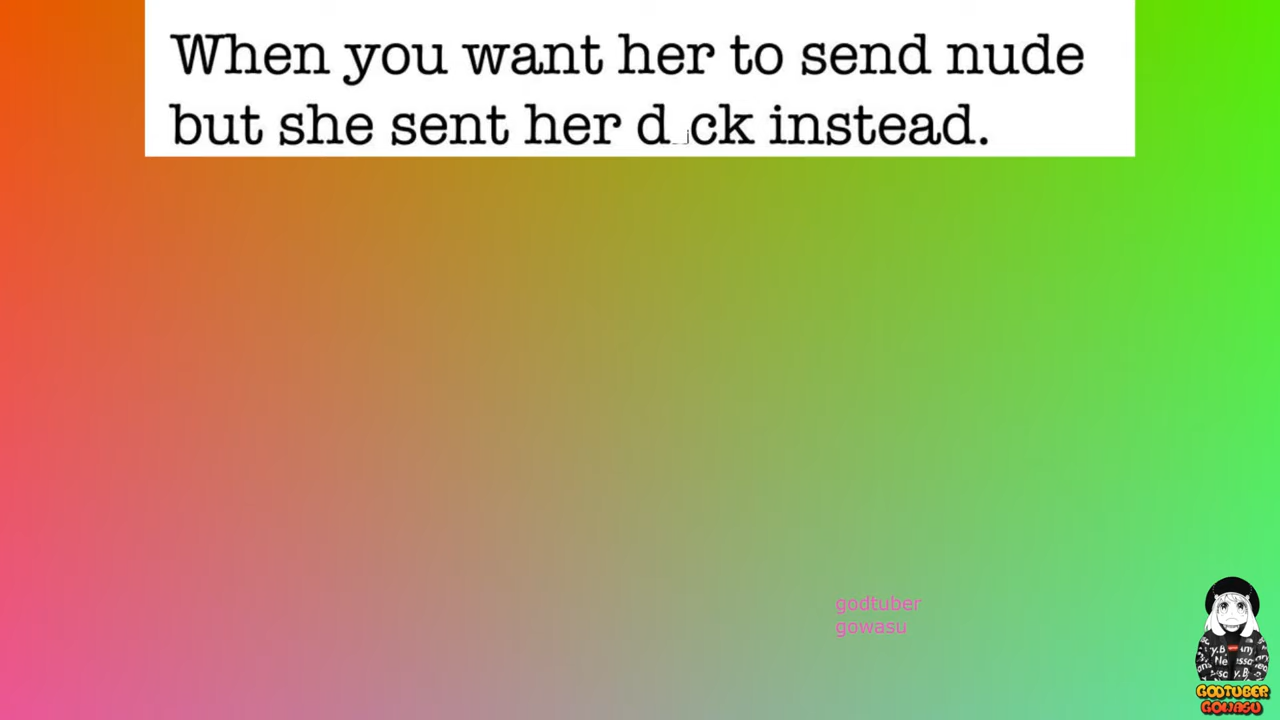 When you want her to send nude
but she sent her d ck instead.
godtuber
gowasu
GODTUBER
GOWASU